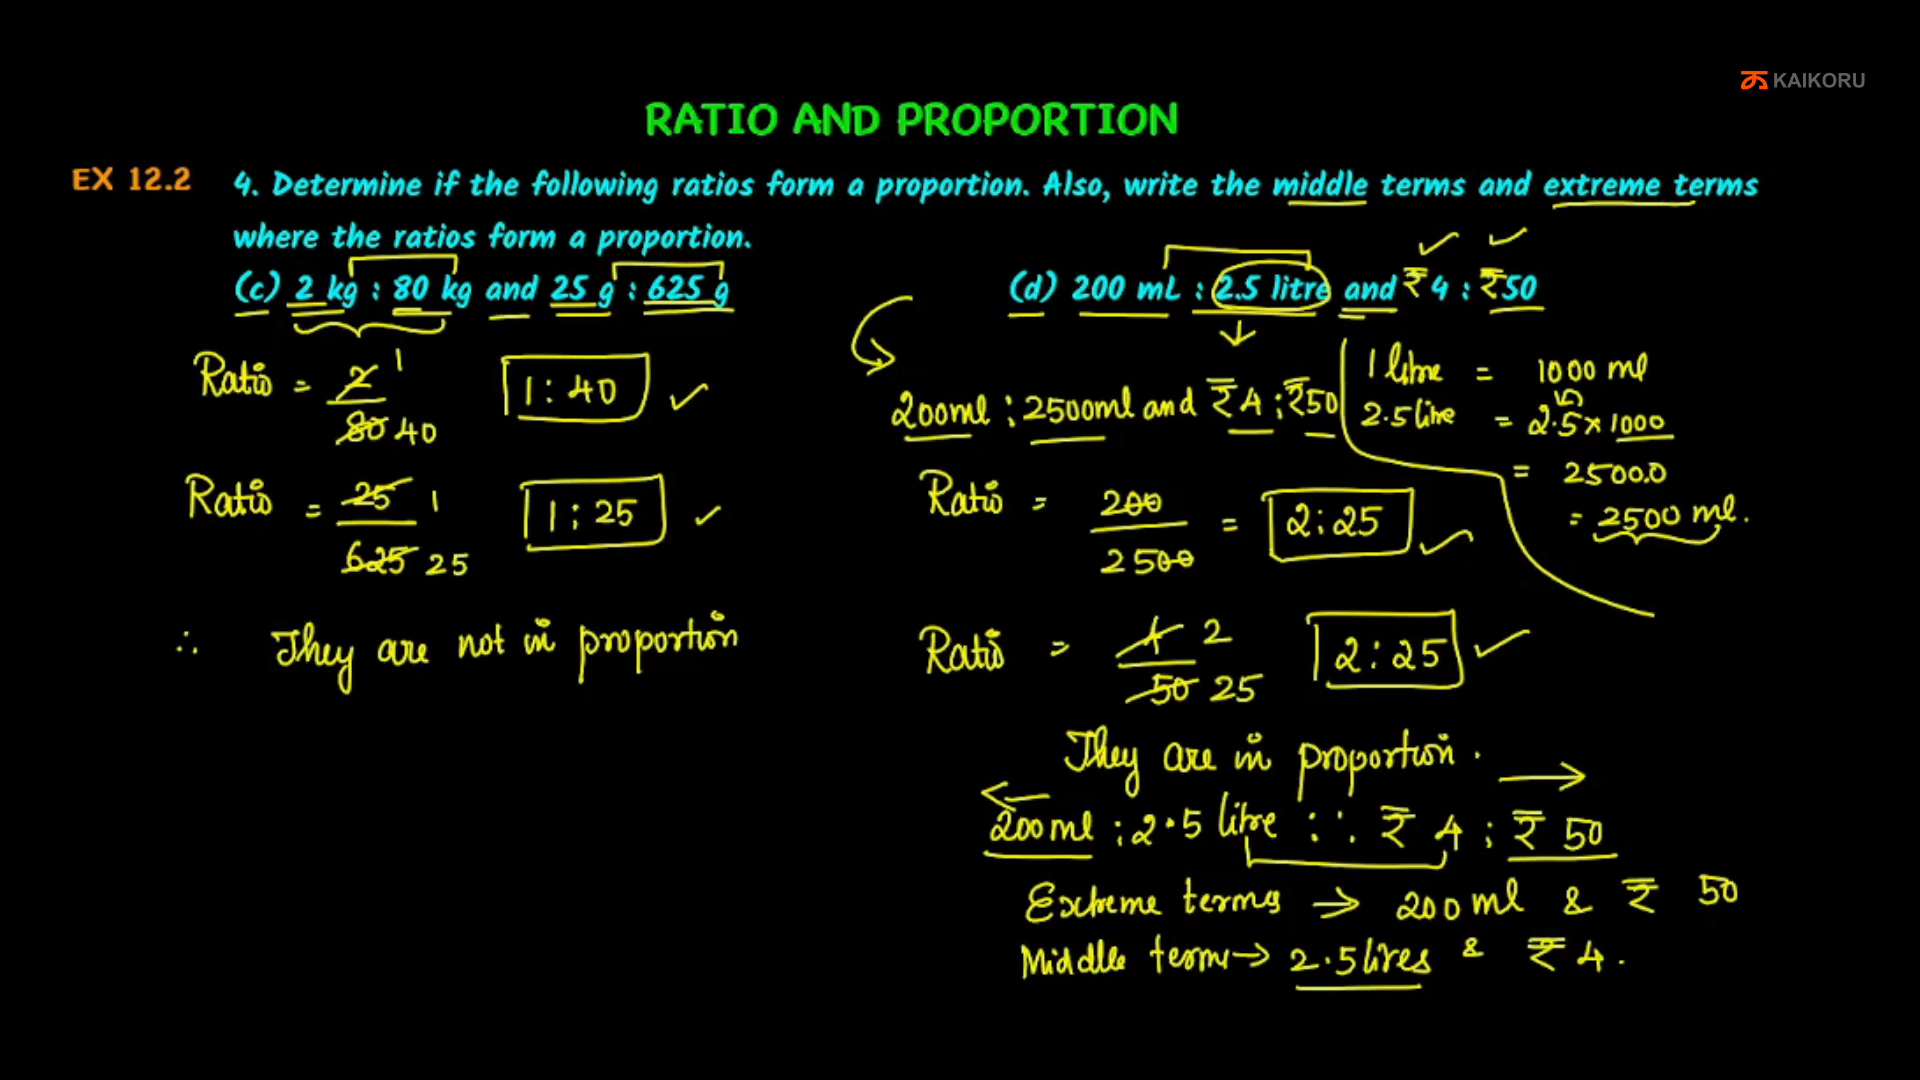 KAIKORU
RATIO AND PROPORTION
EX 12.2 4. Determine if the following ratios form a proportion. Also, write the middle terms and extreme terms
where the ratios form a proportion.
(c) 2 kg : 80 kg and 25 g : 625 g
Ratio = 2 1
80 40
1 : 40
Ratio = 25 1
625 25
1 : 25
∴ They are not in proportion
(d) 200 mL : 2.5 litre and ₹4 : ₹50
1 litre = 1000 ml
2.5 litre = 2.5 × 1000
= 2500.0
= 2500 ml.
200ml : 2500ml and ₹4 : ₹50
Ratio = 200
2500
= 2 : 25
Ratio = 4 2
50 25
2 : 25
They are in proportion.
200ml : 2.5 litre :: ₹ 4 : ₹ 50
Extreme terms → 200 ml & ₹ 50
Middle term → 2.5 lires & ₹ 4.